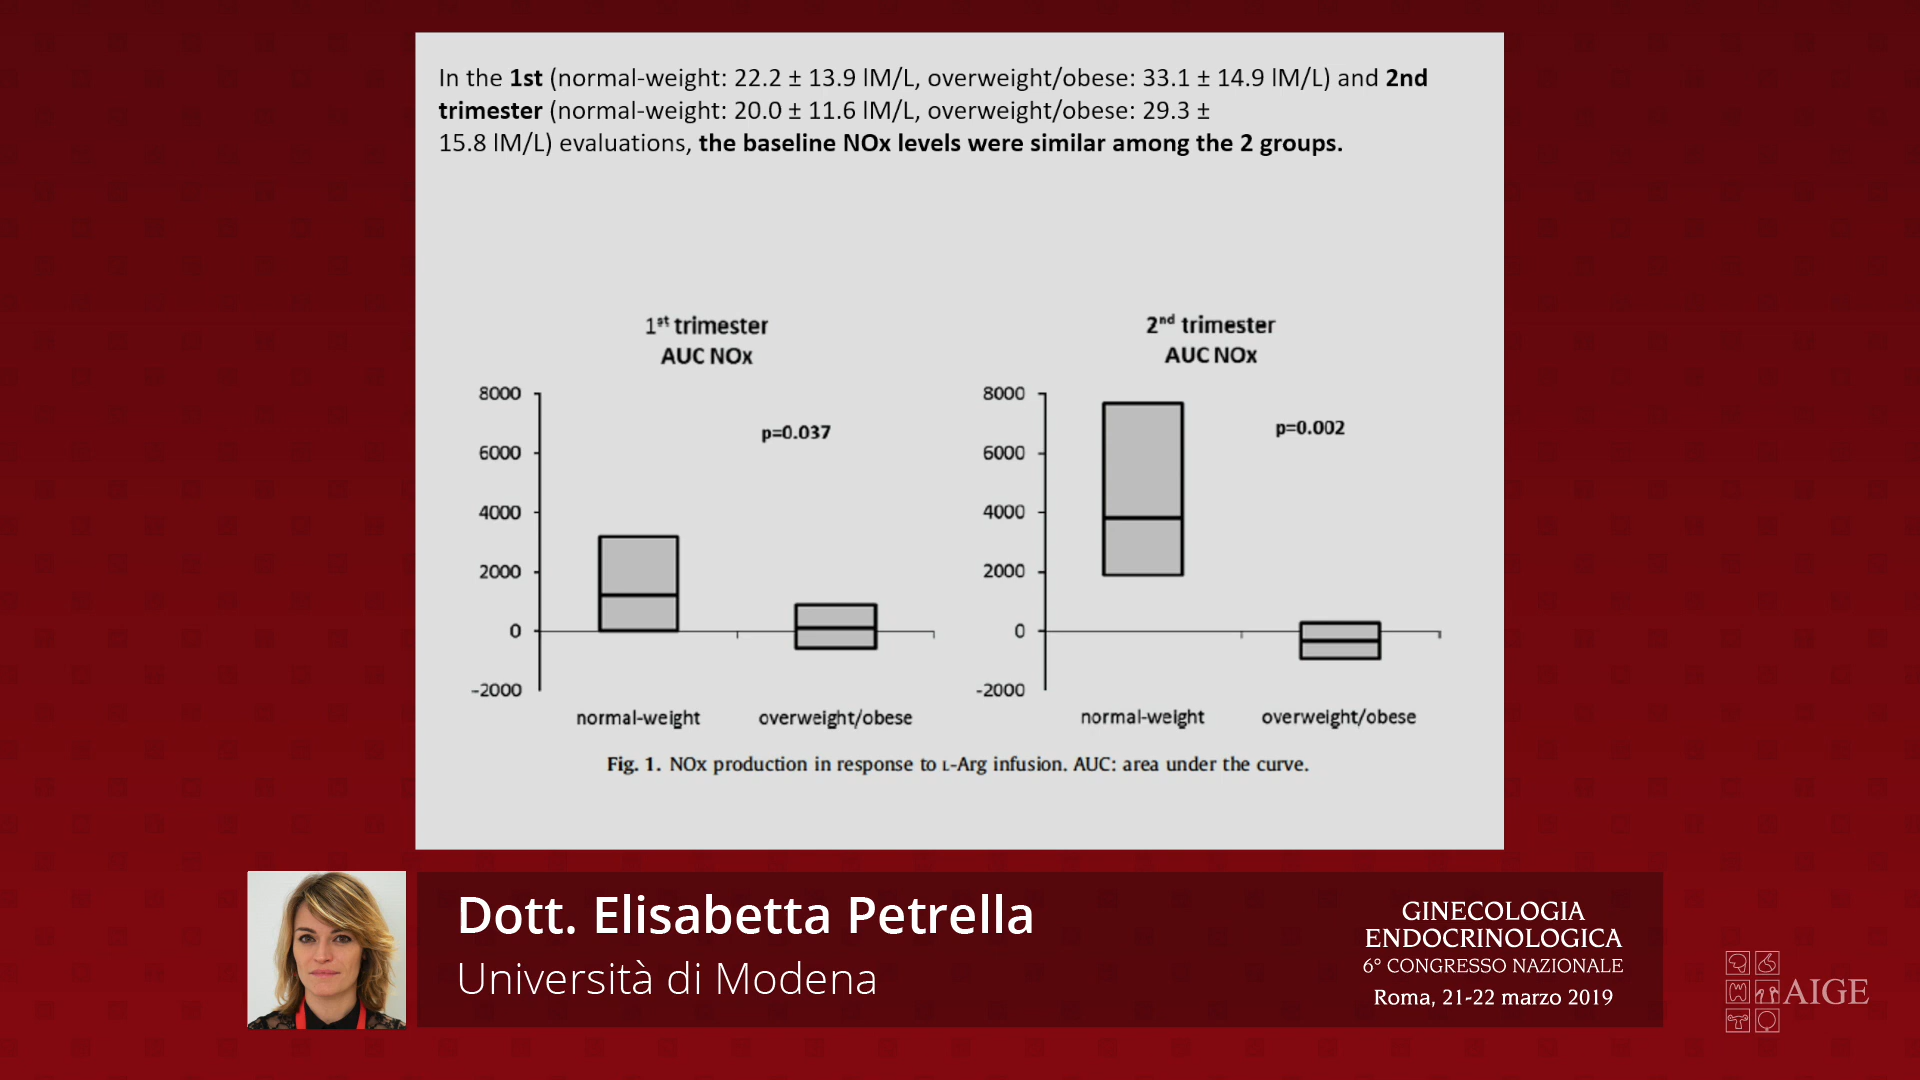 In the 1st (normal-weight: 22.2 ± 13.9 lM/L, overweight/obese: 33.1 ± 14.9 lM/L) and 2nd
trimester (normal-weight: 20.0 ± 11.6 lM/L, overweight/obese: 29.3 ±
15.8 lM/L) evaluations, the baseline NOx levels were similar among the 2 groups.
1st trimester
AUC NOx
8000
6000
4000
2000
0
-2000
p=0.037
normal-weight
overweight/obese
2nd trimester
AUC NOx
8000
6000
4000
2000
0
-2000
p=0.002
normal-weight
overweight/obese
Fig. 1. NOx production in response to L-Arg infusion. AUC: area under the curve.
Dott. Elisabetta Petrella
Università di Modena
GINECOLOGIA
ENDOCRINOLOGICA
6° CONGRESSO NAZIONALE
Roma, 21-22 marzo 2019
AIGE